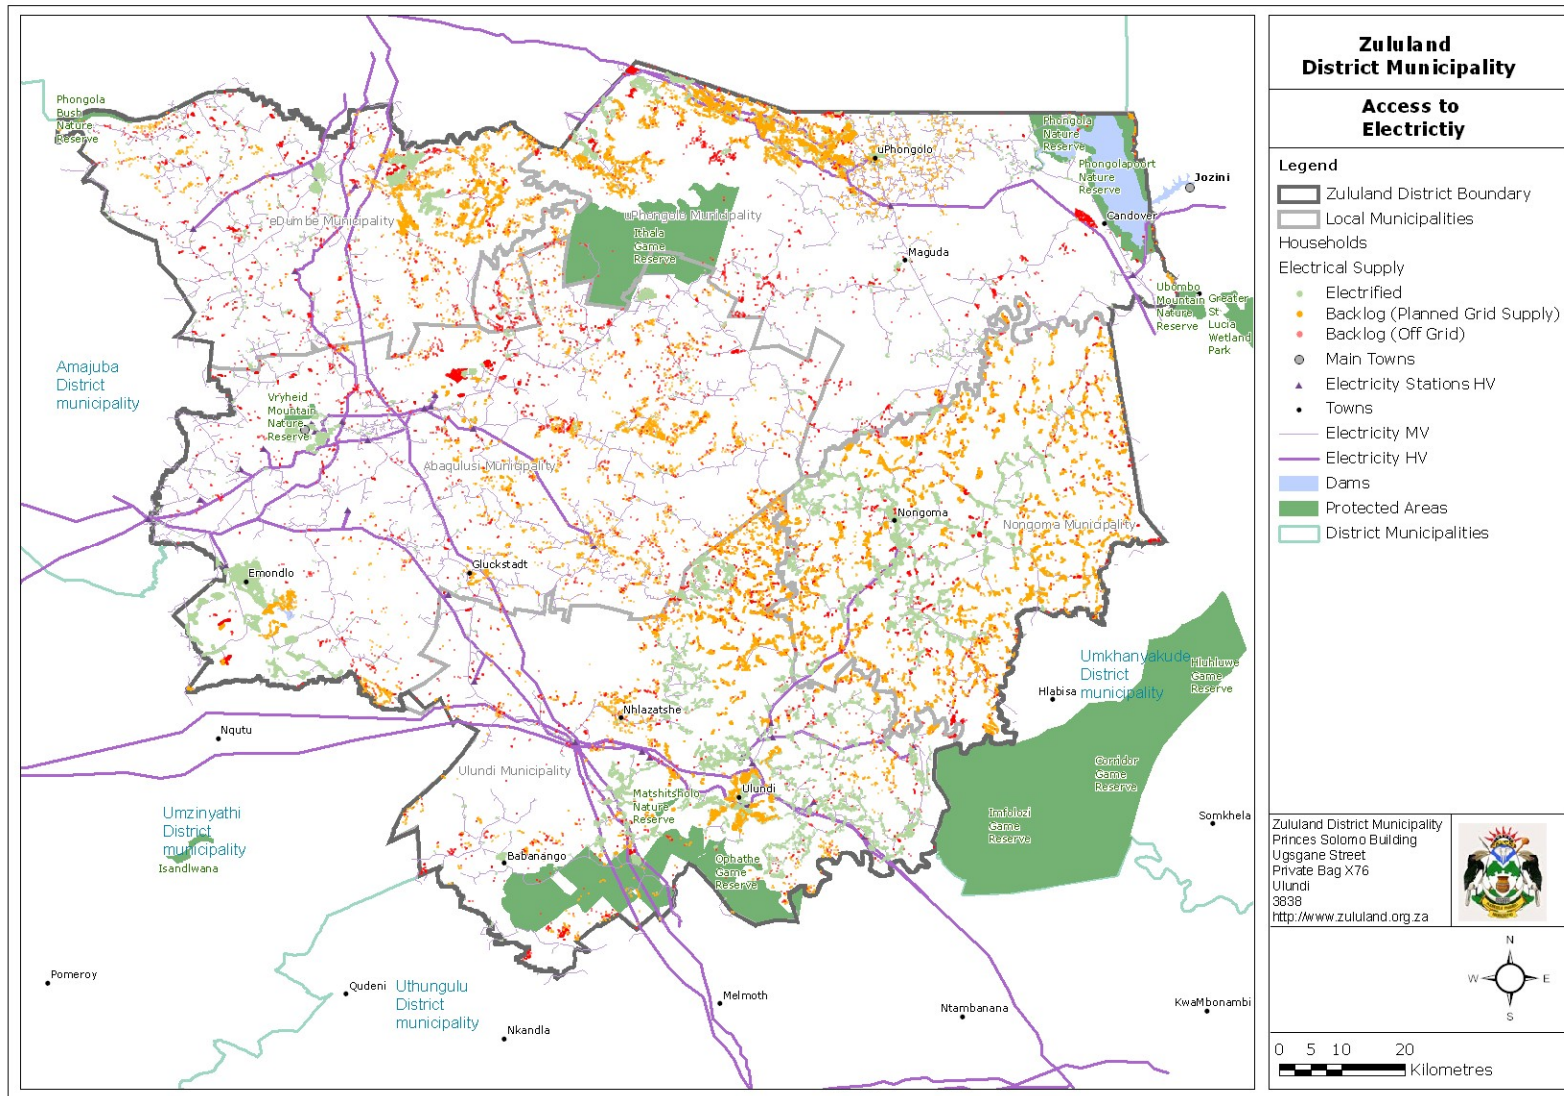 Phongola
Bush
Nature
Reserve
eDumbe Municipality
uPhongolo Municipality
Ithala
Game
Reserve
uPhongolo
Phongola
Nature
Reserve
Phongolapoort
Nature
Reserve
Jozini
Candover
Maguda
Ubombo
Mountain
Nature
Reserve
Greater
St
Lucia
Wetland
Park
Amajuba
District
municipality
Vryheid
Mountain
Nature
Reserve
Abaqulusi Municipality
Nongoma
Nongoma Municipality
Emondlo
Gluckstadt
Umkhanyakude
District
municipality
Hluhluwe
Game
Reserve
Hlabisa
Nhlazatshe
Nqutu
Ulundi Municipality
Corridor
Game
Reserve
Matshitsholo
Nature
Reserve
Ulundi
Imfolozi
Game
Reserve
Somkhela
Umzinyathi
District
municipality
Isandlwana
Babanango
Ophathe
Game
Reserve
Pomeroy
Qudeni
Uthungulu
District
municipality
Nkandla
Melmoth
Ntambanana
KwaMbonambi
Zululand
District Municipality
Access to
Electrictiy
Legend
Zululand District Boundary
Local Municipalities
Households
Electrical Supply
Electrified
Backlog (Planned Grid Supply)
Backlog (Off Grid)
Main Towns
Electricity Stations HV
Towns
Electricity MV
Electricity HV
Dams
Protected Areas
District Municipalities
Zululand District Municipality
Princes Solomo Building
Ugsgane Street
Private Bag X76
Ulundi
3838
http://www.zululand.org.za
N
W E
S
0 5 10 20
Kilometres